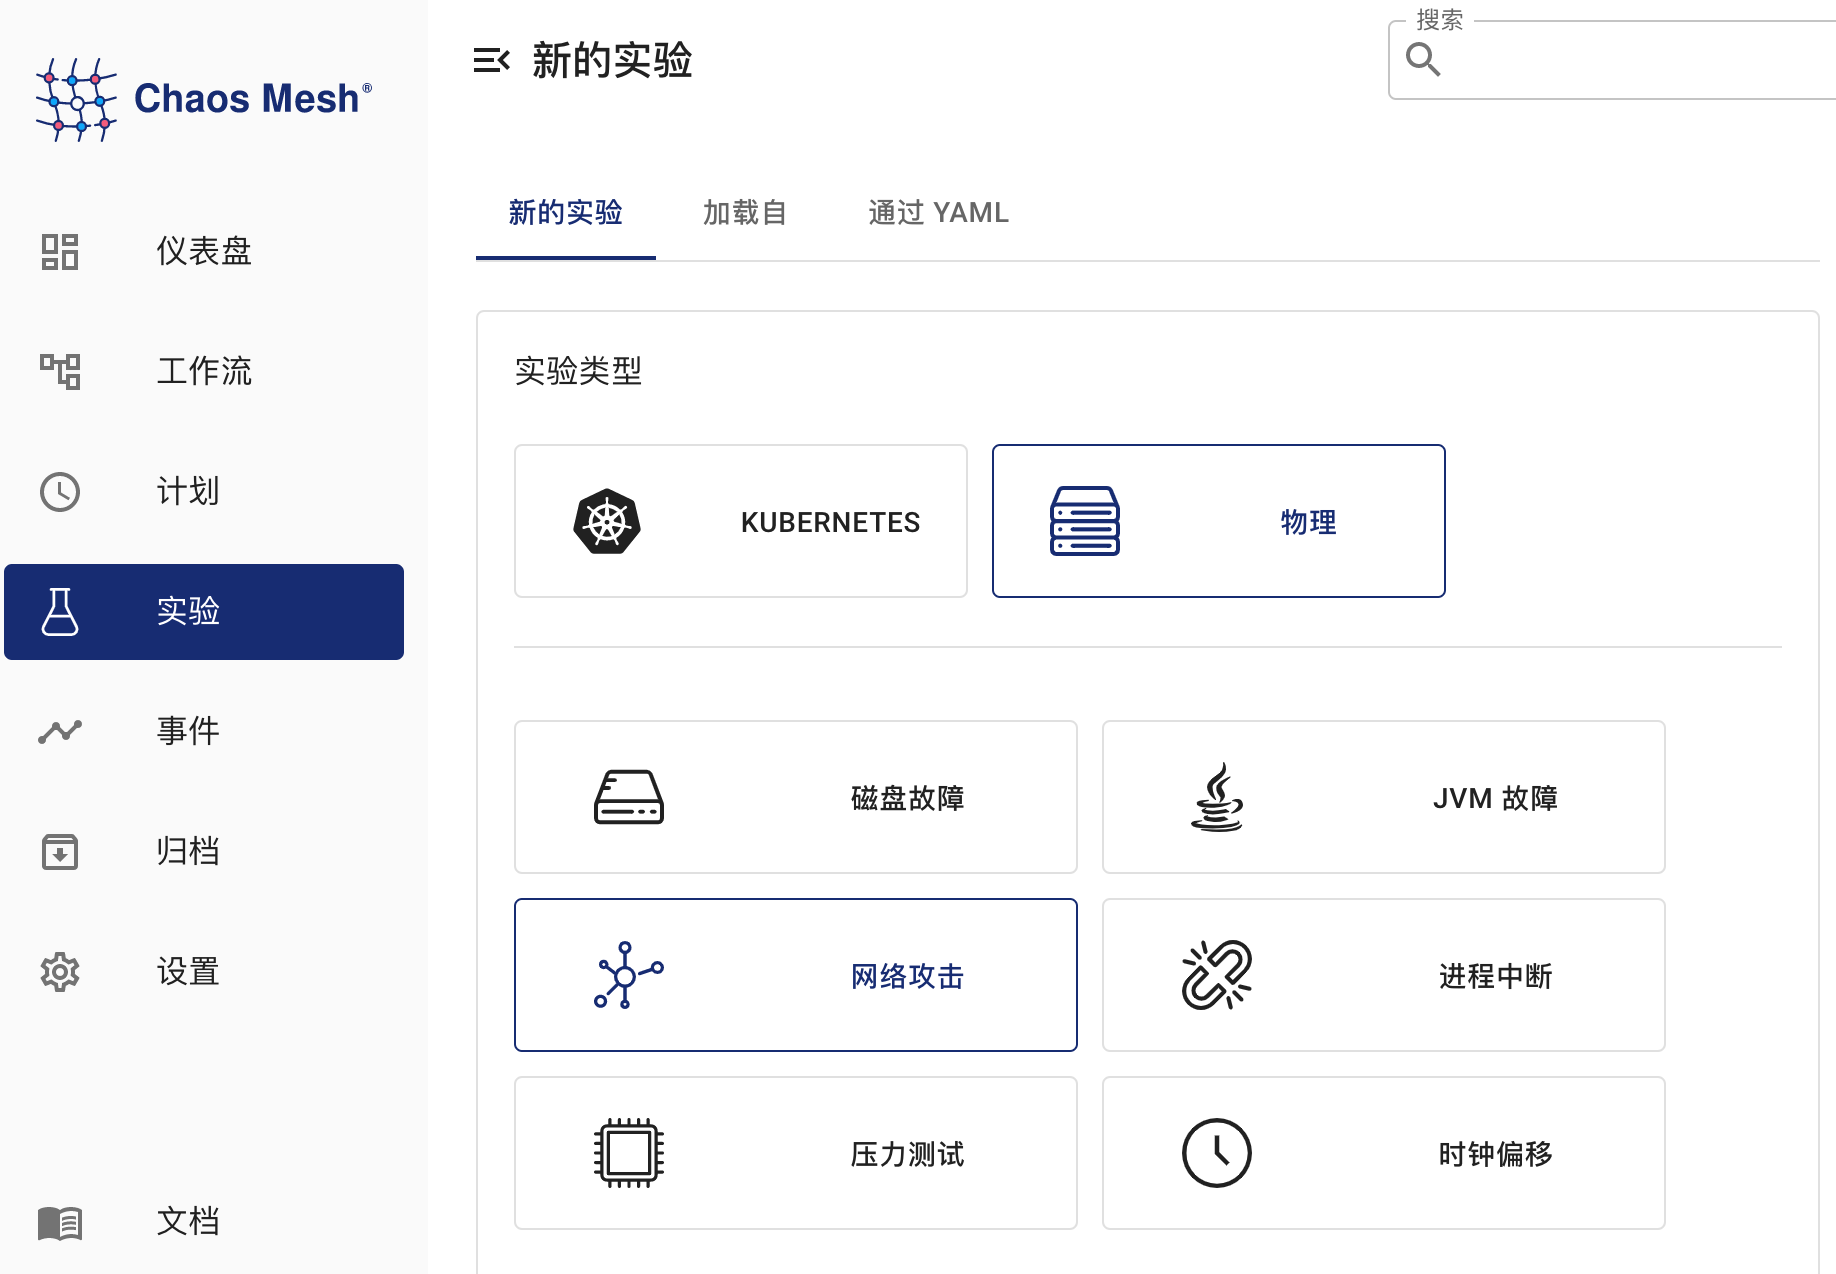 Chaos Mesh®
仪表盘
工作流
计划
实验
事件
归档
设置
文档
新的实验
搜索
新的实验
加载自
通过 YAML
实验类型
KUBERNETES
物理
磁盘故障
JVM 故障
网络攻击
进程中断
压力测试
时钟偏移